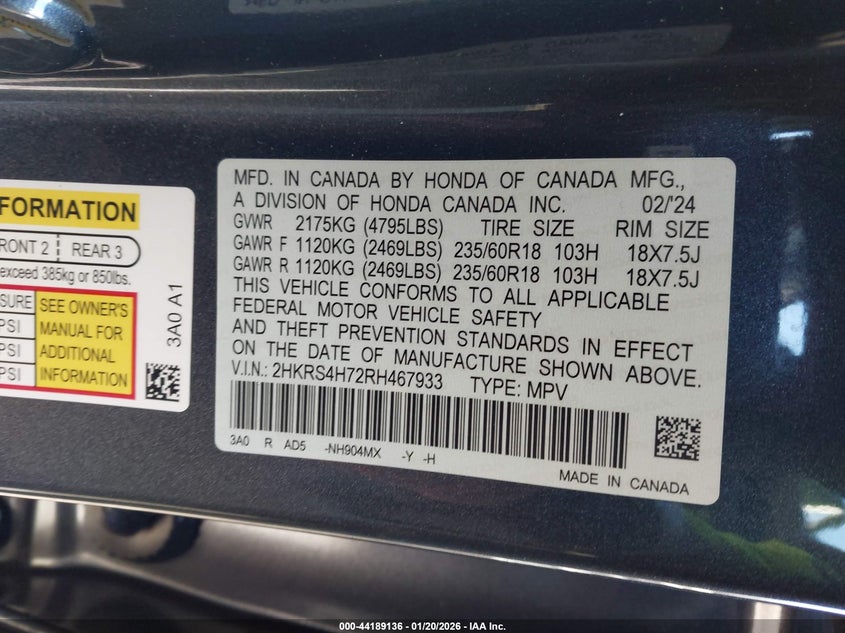 FORMATION
FRONT 2 REAR 3
exceed 385kg or 850lbs.
SURE SEE OWNER'S
PSI MANUAL FOR
PSI ADDITIONAL
PSI INFORMATION
3A0 A1
MFD. IN CANADA BY HONDA OF CANADA MFG.,
A DIVISION OF HONDA CANADA INC. 02/'24
GVWR 2175KG (4795LBS) TIRE SIZE RIM SIZE
GAWR F 1120KG (2469LBS) 235/60R18 103H 18X7.5J
GAWR R 1120KG (2469LBS) 235/60R18 103H 18X7.5J
THIS VEHICLE CONFORMS TO ALL APPLICABLE
FEDERAL MOTOR VEHICLE SAFETY
AND THEFT PREVENTION STANDARDS IN EFFECT
ON THE DATE OF MANUFACTURE SHOWN ABOVE.
V.I.N.: 2HKRS4H72RH467933 TYPE: MPV
3A0 R AD5 -NH904MX -Y -H
MADE IN CANADA
000-44189136 - 01/20/2026 - IAA Inc.